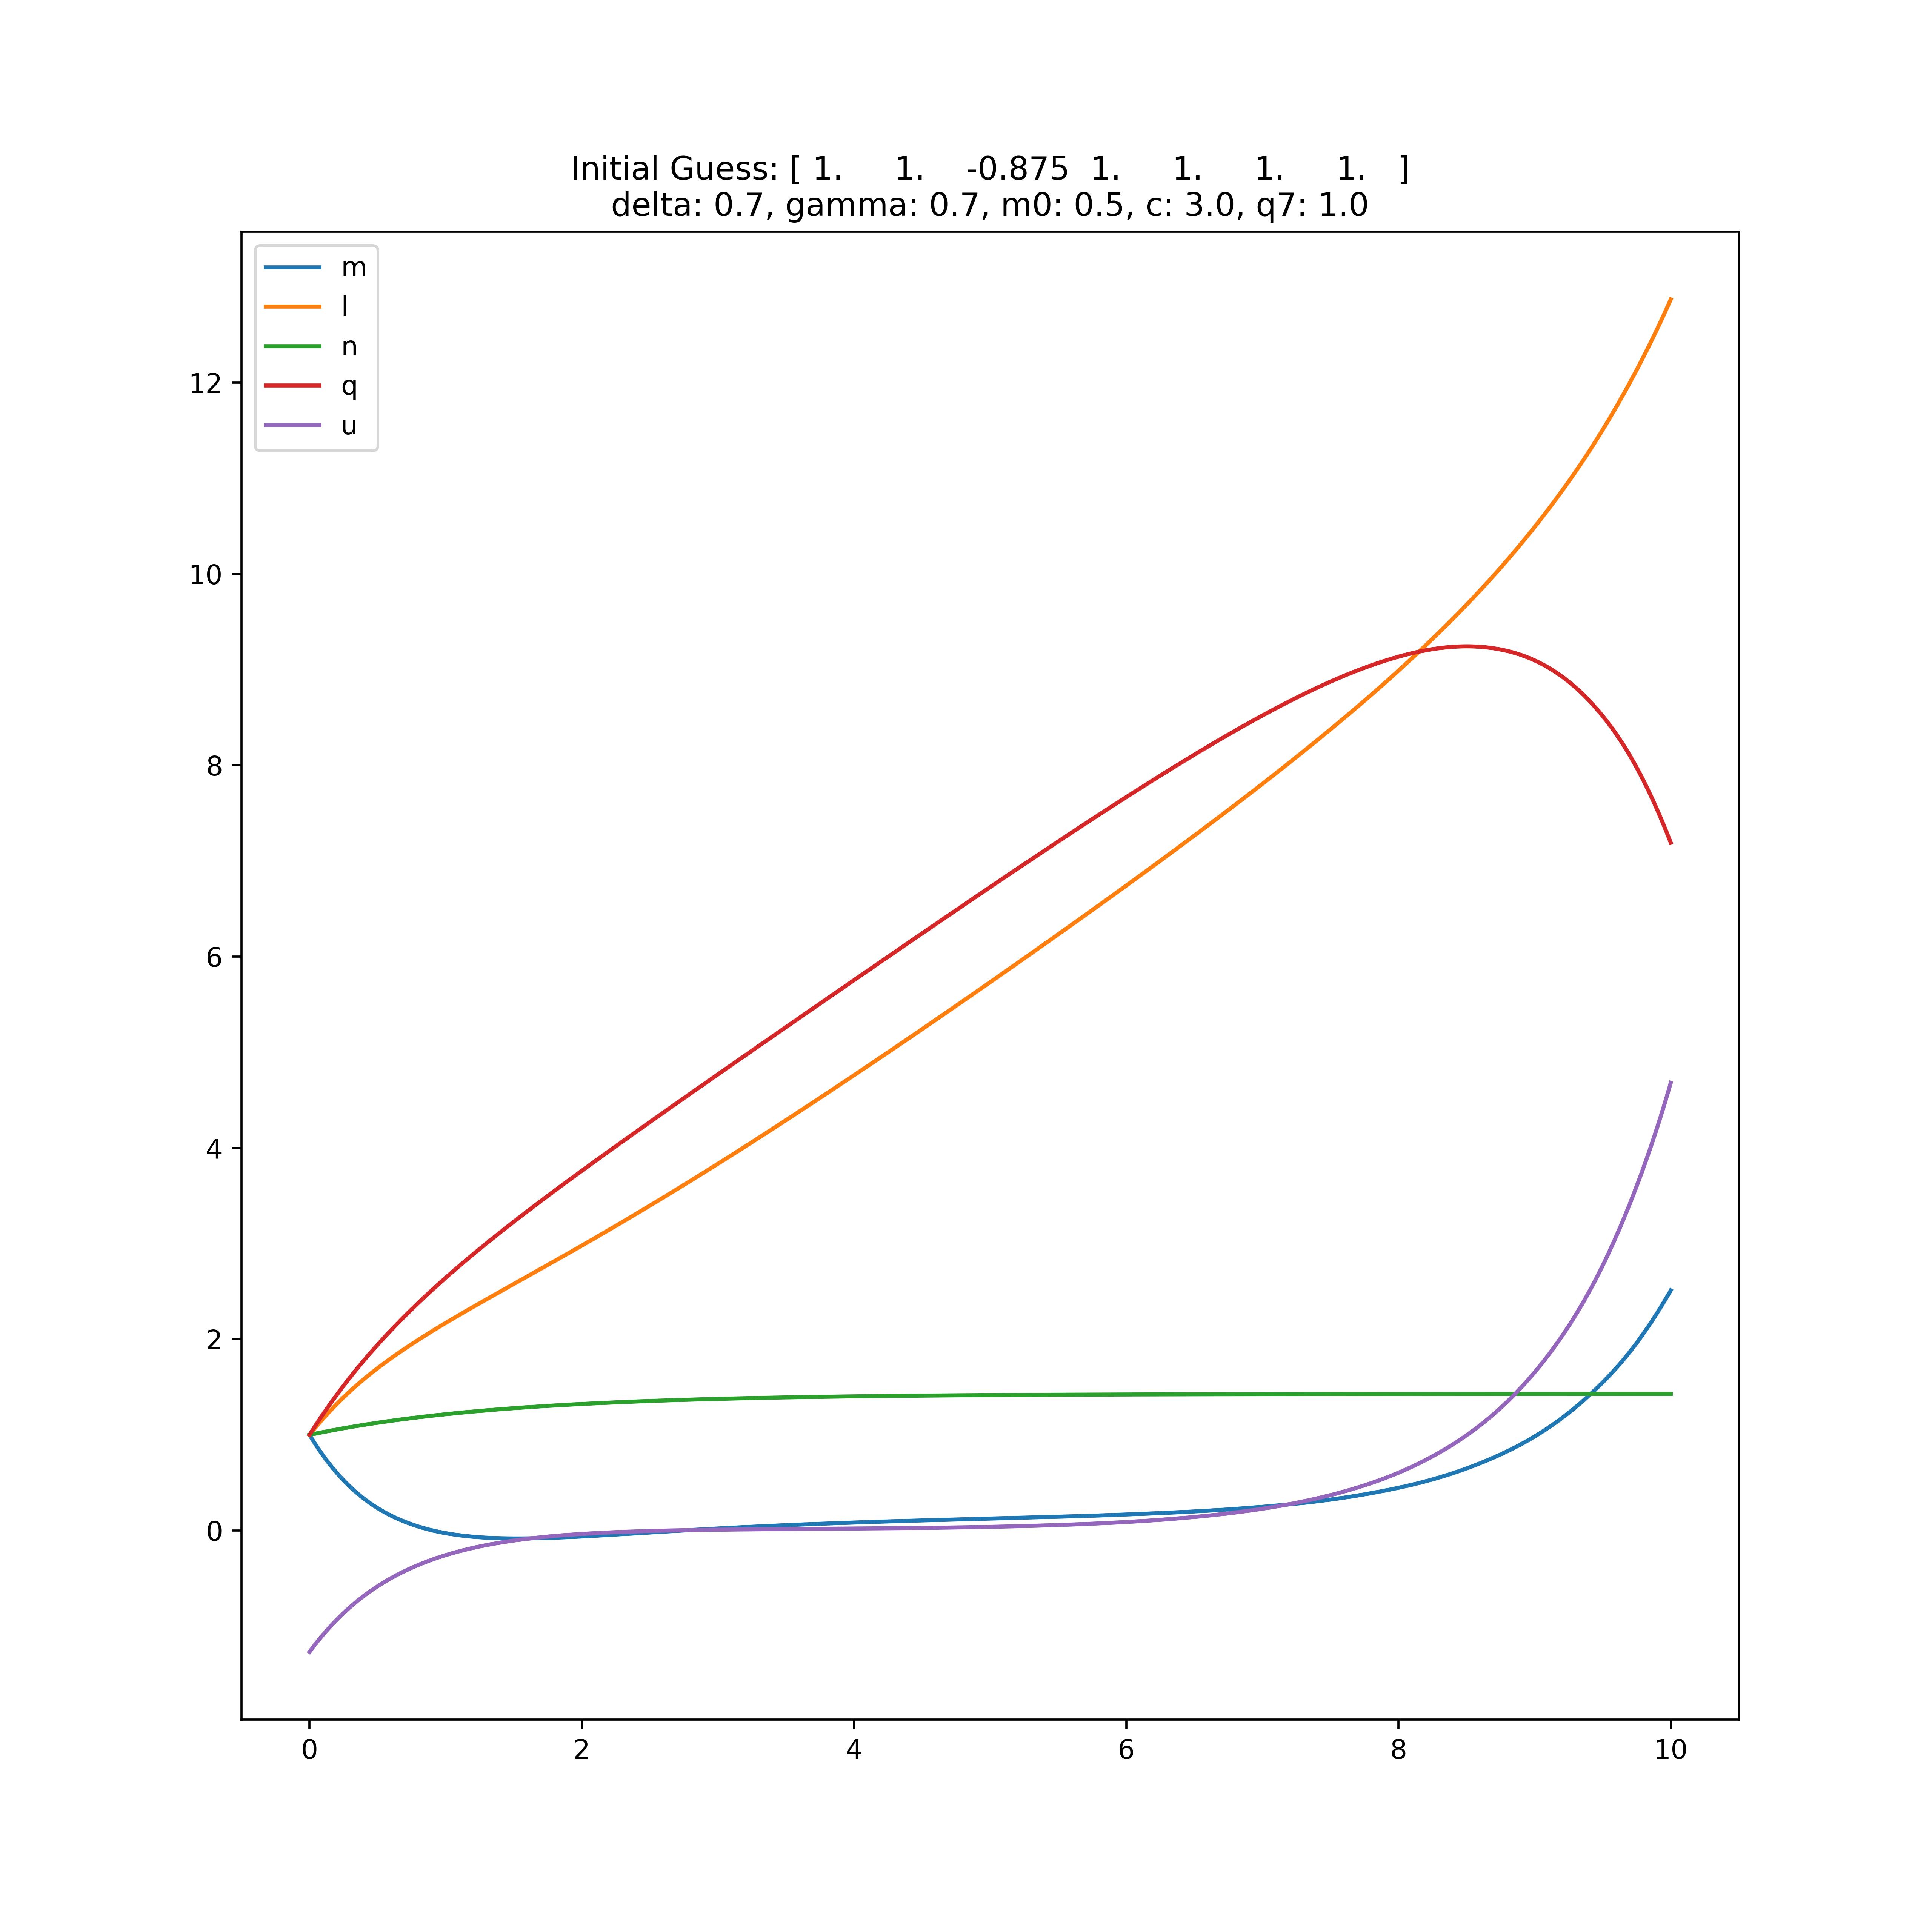 Initial Guess: [ 1. 1. -0.875 1. 1. 1. 1. ]
delta: 0.7, gamma: 0.7, m0: 0.5, c: 3.0, q7: 1.0
m
l
n
q
u
12
10
8
6
4
2
0
0 2 4 6 8 10